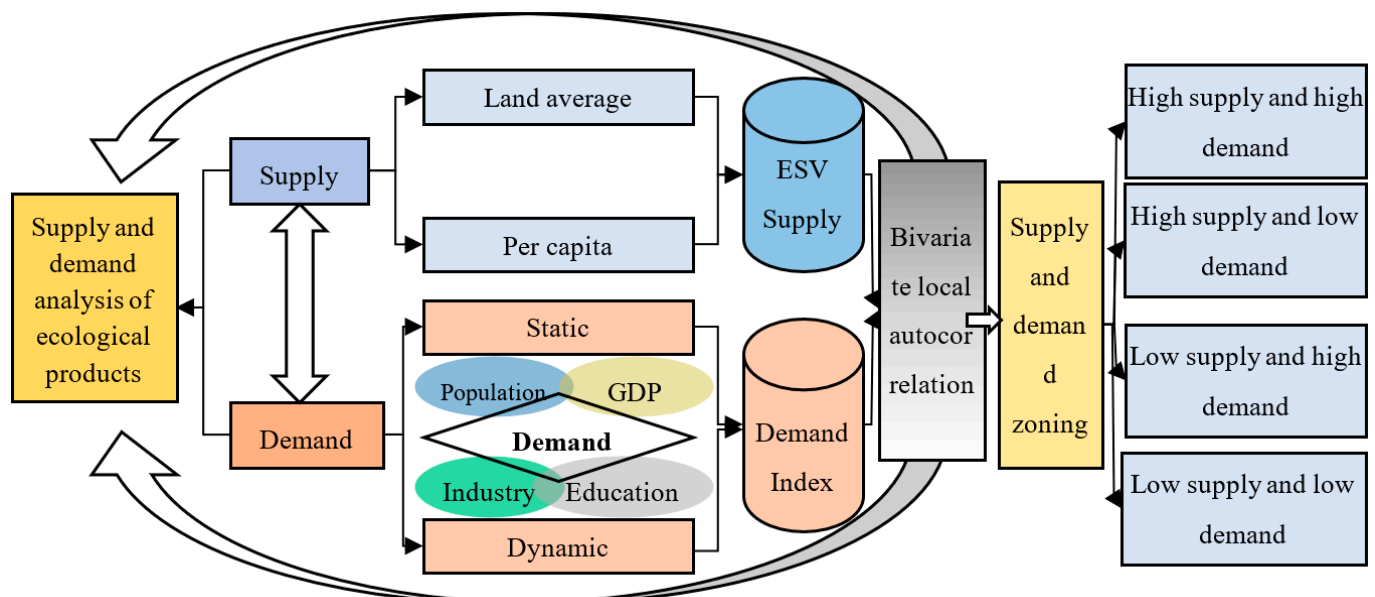 Supply and
demand
analysis of
ecological
products
Supply
Demand
Land average
Per capita
Static
Population
GDP
Demand
Industry
Education
Dynamic
ESV
Supply
Demand
Index
Bivaria
te local
autocor
relation
Supply
and
deman
d
zoning
High supply and high
demand
High supply and low
demand
Low supply and high
demand
Low supply and low
demand